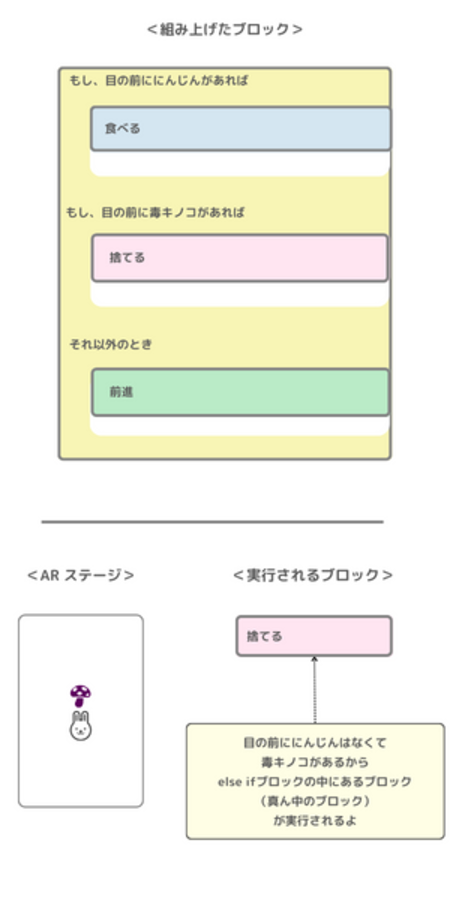 ＜組み上げたブロック＞
もし、目の前ににんじんがあれば
食べる
もし、目の前に毒キノコがあれば
捨てる
それ以外のとき
前進
＜AR ステージ＞
＜実行されるブロック＞
捨てる
目の前ににんじんはなくて
毒キノコがあるから
else ifブロックの中にあるブロック
（真ん中のブロック）
が実行されるよ